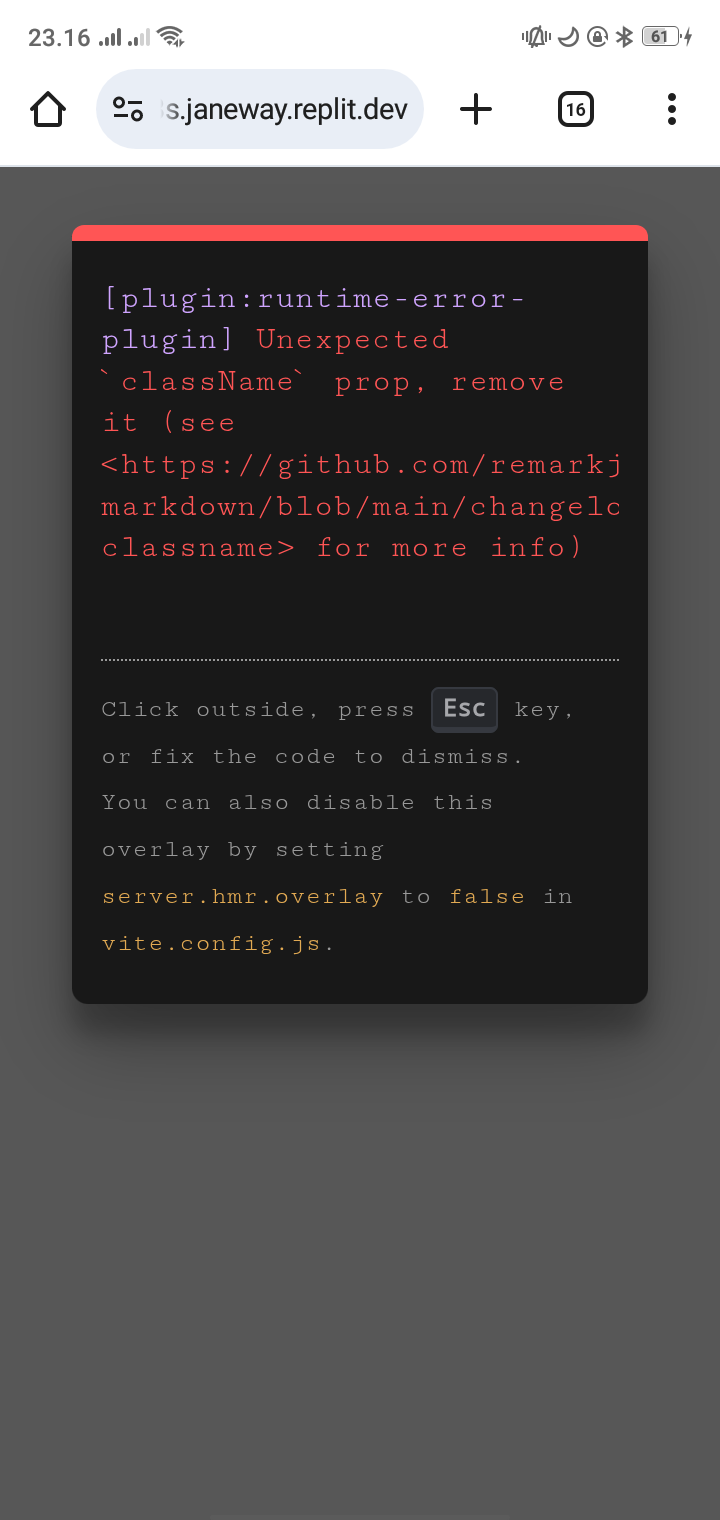 23.16
61
s.janeway.replit.dev
16
[plugin:runtime-error-
plugin] Unexpected
`className` prop, remove
it (see
<https://github.com/remarkj
markdown/blob/main/changelo
classname> for more info)
Click outside, press Esc key,
or fix the code to dismiss.
You can also disable this
overlay by setting
server.hmr.overlay to false in
vite.config.js.